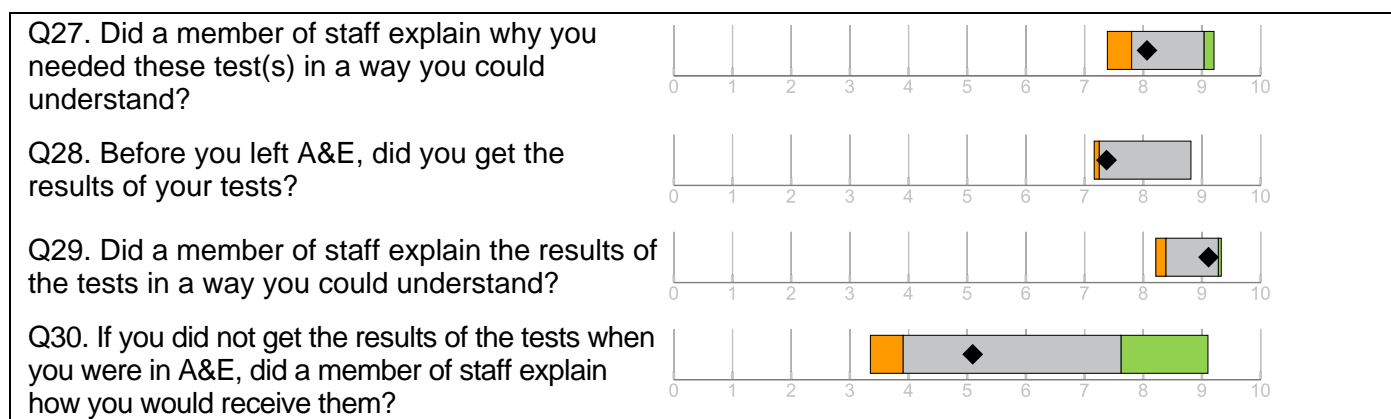 Q27. Did a member of staff explain why you
needed these test(s) in a way you could
understand?
0 1 2 3 4 5 6 7 8 9 10
Q28. Before you left A&E, did you get the
results of your tests?
0 1 2 3 4 5 6 7 8 9 10
Q29. Did a member of staff explain the results of
the tests in a way you could understand?
0 1 2 3 4 5 6 7 8 9 10
Q30. If you did not get the results of the tests when
you were in A&E, did a member of staff explain
how you would receive them?
0 1 2 3 4 5 6 7 8 9 10